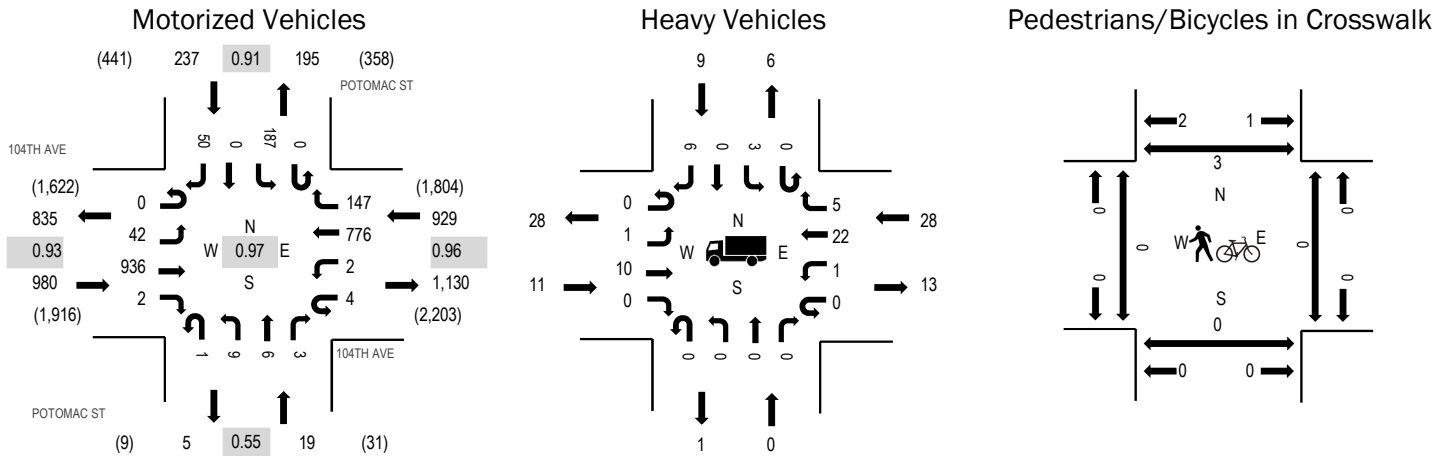 Motorized Vehicles
(441) 237 0.91 195 (358)
POTOMAC ST
50 0 187 0
104TH AVE
(1,622) 0 147 (1,804)
835 929
42 N 776
0.93 W 0.97 E 0.96
936 2
980 S 1,130
2 4
(1,916) (2,203)
1 9 6 3
104TH AVE
POTOMAC ST
(9) 5 0.55 19 (31)
Heavy Vehicles
9 6
6 0 3 0
0 5
28 N 28
1 22
W E
10 1
11 13
0 S 0
0 0 0 0
1 0
Pedestrians/Bicycles in Crosswalk
2 1
3
N
0 0
W E
0 0
0 0
S
0
0 0